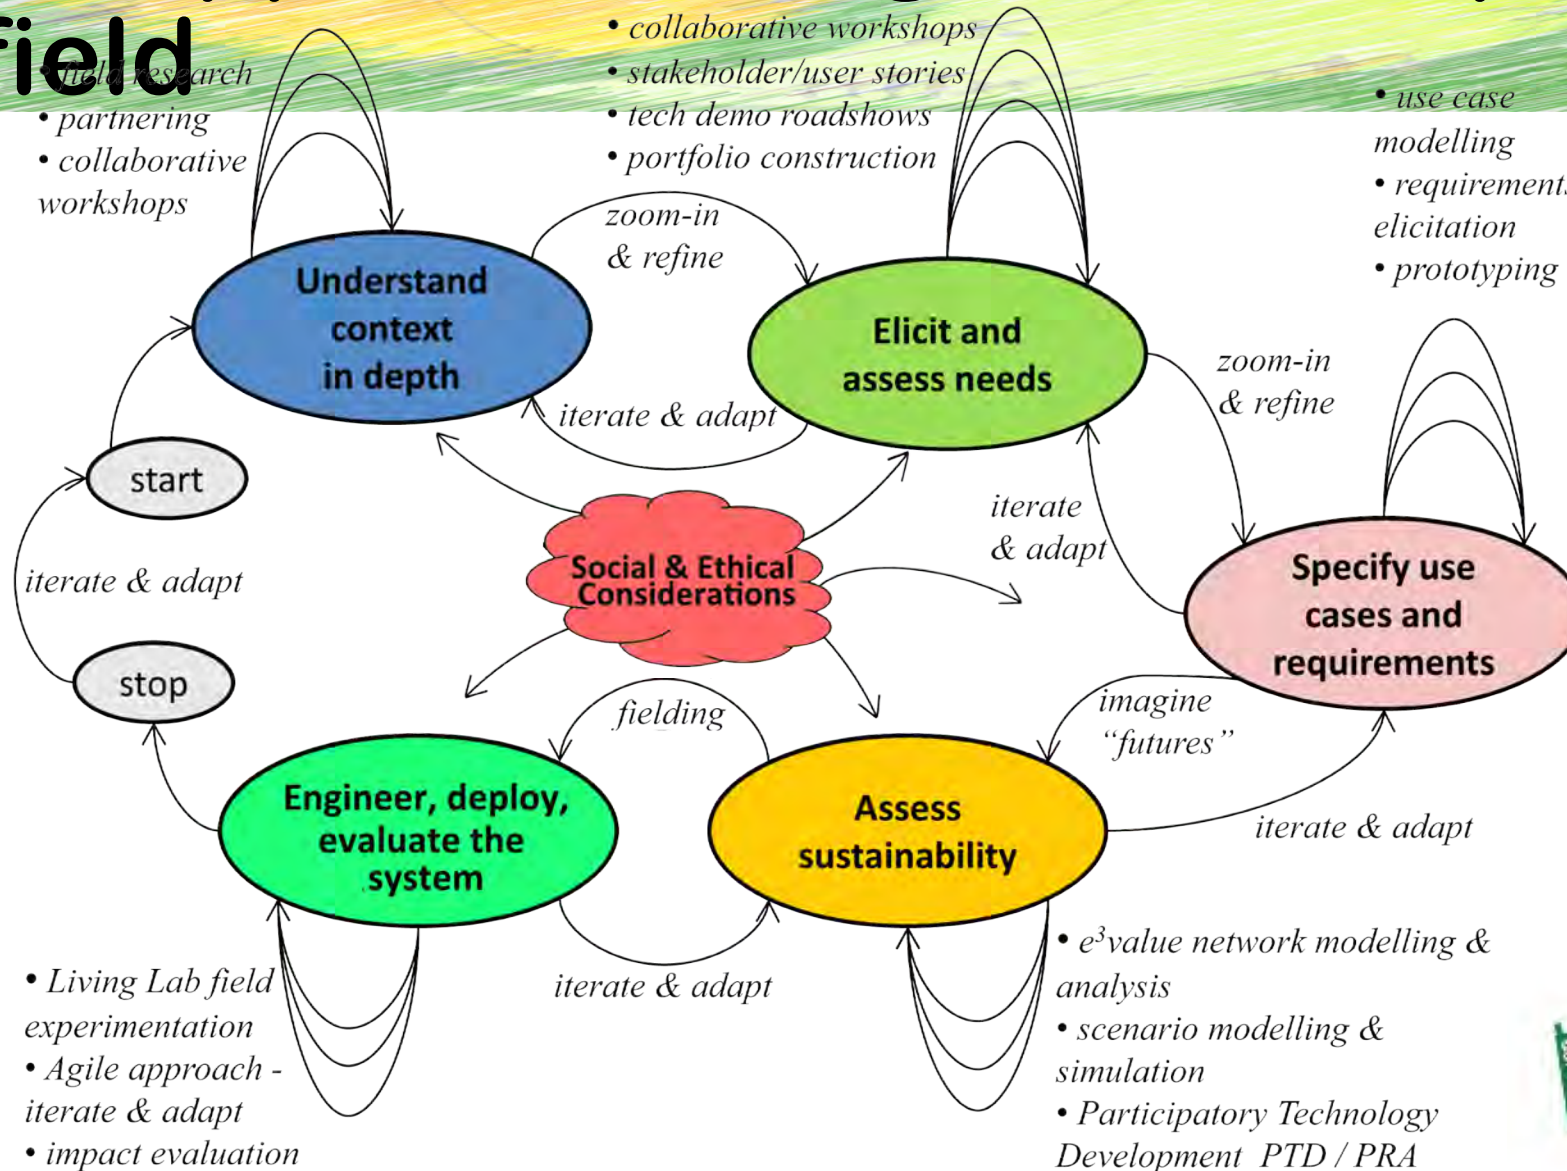 field
• field research
• partnering
• collaborative
workshops
• collaborative workshops
• stakeholder/user stories
• tech demo roadshows
• portfolio construction
• use case
modelling
• requirements
elicitation
• prototyping
zoom-in
& refine
Understand
context
in depth
Elicit and
assess needs
zoom-in
& refine
iterate & adapt
start
iterate
& adapt
Social & Ethical
Considerations
iterate & adapt
Specify use
cases and
requirements
stop
fielding
imagine
“futures”
Engineer, deploy,
evaluate the
system
Assess
sustainability
iterate & adapt
iterate & adapt
• Living Lab field
experimentation
• Agile approach -
iterate & adapt
• impact evaluation
• e³value network modelling &
analysis
• scenario modelling &
simulation
• Participatory Technology
Development PTD / PRA